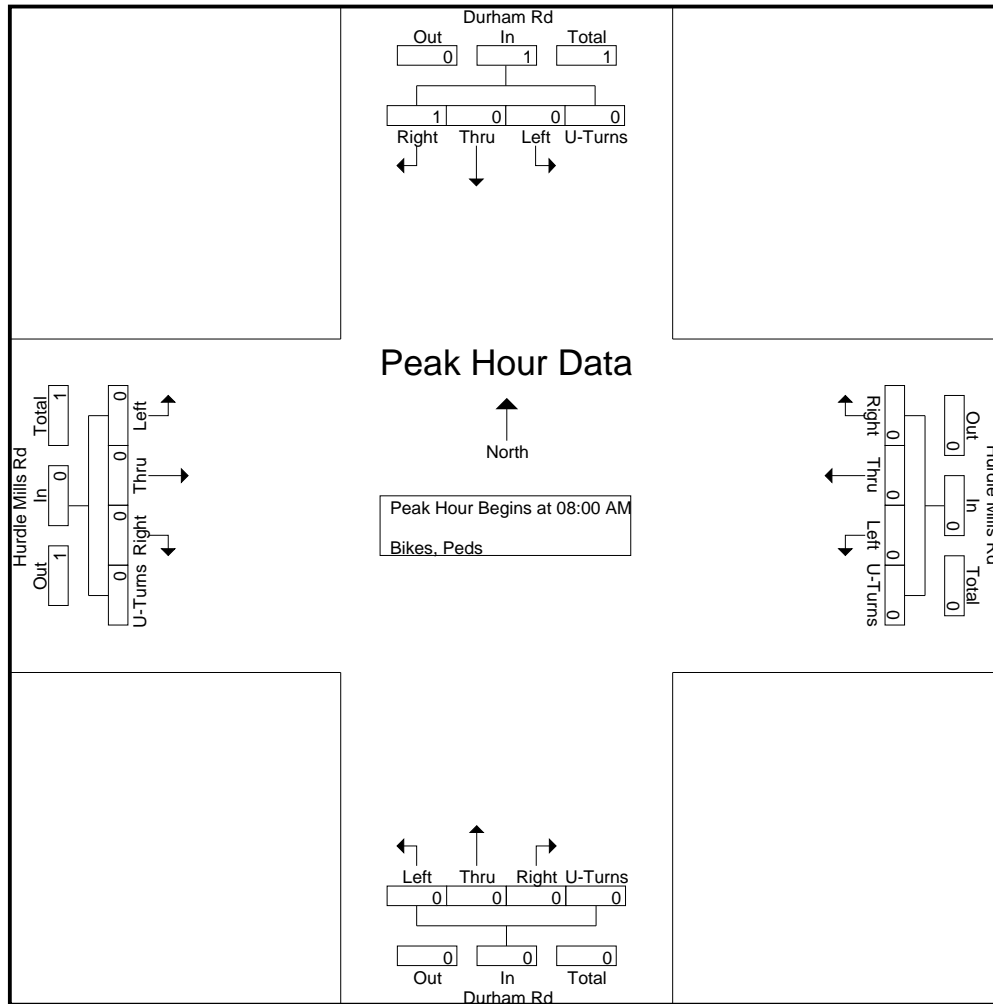 Durham Rd
Out In Total
0 1 1
1 0 0 0
Right Thru Left U-Turns
Peak Hour Data
North
Peak Hour Begins at 08:00 AM
Bikes, Peds
Hurdle Mills Rd
Out In Total
1 0 1
Left Thru Right U-Turns
0 0 0 0
Hurdle Mills Rd
Out In Total
0 0 0
Right Thru Left U-Turns
0 0 0 0
Left Thru Right U-Turns
0 0 0 0
0 0 0
Out In Total
Durham Rd